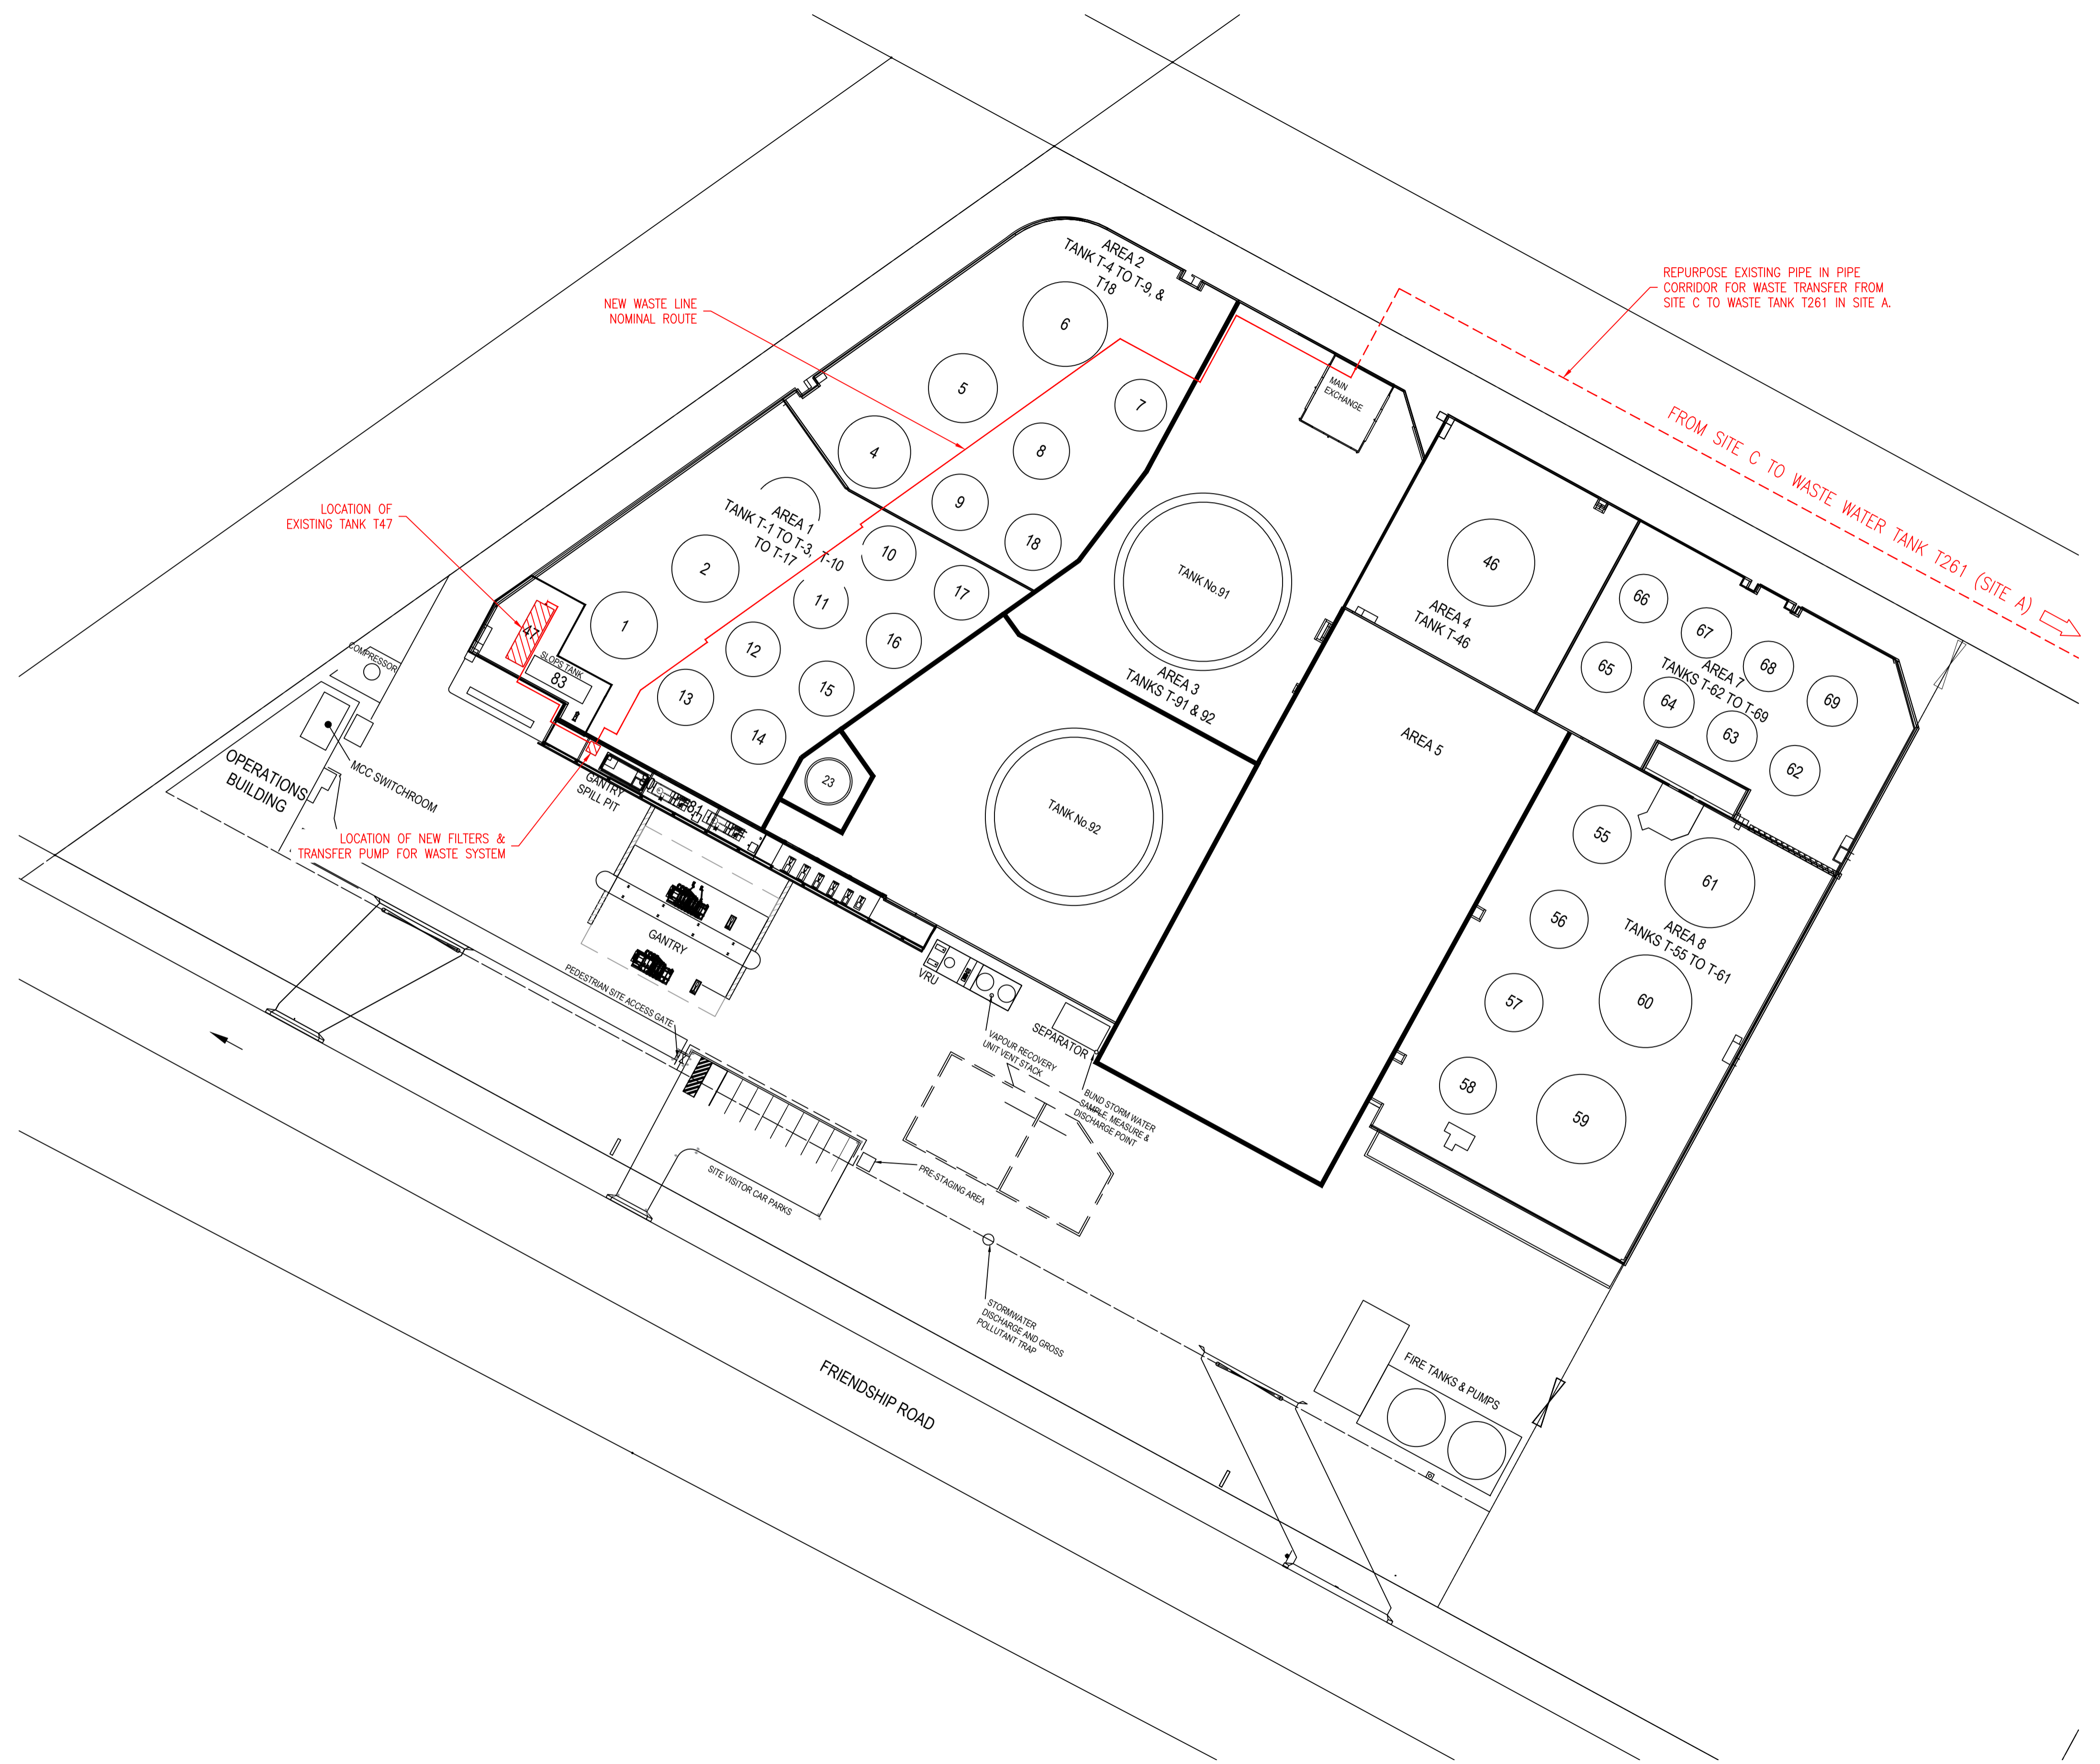 AREA 2
TANK T-4 TO T-9, &
T18
6
5
4
7
8
9
18
NEW WASTE LINE
NOMINAL ROUTE
REPURPOSE EXISTING PIPE IN PIPE
CORRIDOR FOR WASTE TRANSFER FROM
SITE C TO WASTE TANK T261 IN SITE A.
FROM SITE C TO WASTE WATER TANK T261 (SITE A)
MAIN
EXCHANGE
LOCATION OF
EXISTING TANK T47
AREA 1
TANK T-1 TO T-3, T-10
TO T-17
10
2
11
17
1
12
16
13
15
14
47
SLOPS TANK
83
23
TANK No.91
AREA 3
TANKS T-91 & 92
TANK No.92
46
AREA 4
TANK T-46
AREA 5
66
67
65
68
AREA 7
TANKS T-62 TO T-69
64
69
63
62
55
61
56
AREA 8
TANKS T-55 TO T-61
57
60
58
59
COMPRESSOR
MCC SWITCHROOM
OPERATIONS
BUILDING
GANTRY
SPILL PIT
81
LOCATION OF NEW FILTERS &
TRANSFER PUMP FOR WASTE SYSTEM
GANTRY
PEDESTRIAN SITE ACCESS GATE
VRU
VAPOUR RECOVERY
UNIT VENT STACK
SEPARATOR
BUND STORM WATER
SAMPLE, MEASURE &
DISCHARGE POINT
SITE VISITOR CAR PARKS
PRE-STAGING AREA
STORMWATER
DISCHARGE AND GROSS
POLLUTANT TRAP
FRIENDSHIP ROAD
FIRE TANKS & PUMPS